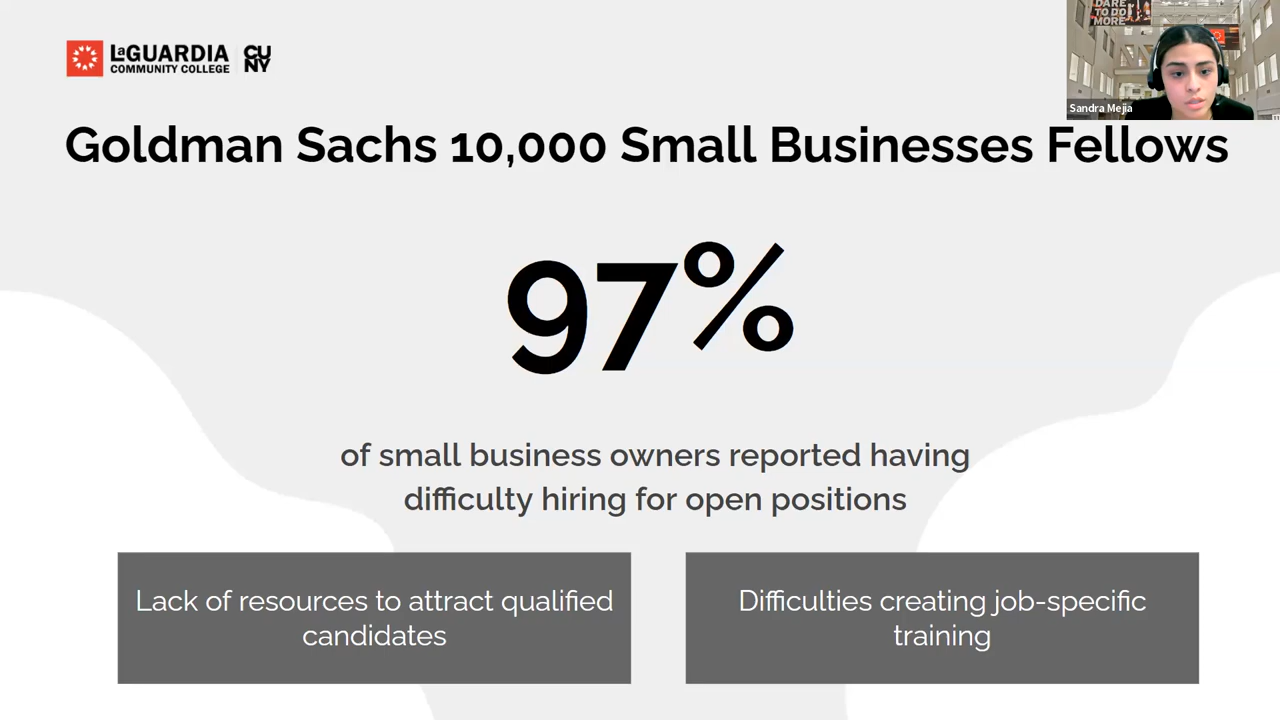 LaGUARDIA
COMMUNITY COLLEGE
CU
NY
DARE
TO DO
MORE
Sandra Mejia
Goldman Sachs 10,000 Small Businesses Fellows
97%
of small business owners reported having
difficulty hiring for open positions
Lack of resources to attract qualified
candidates
Difficulties creating job-specific
training